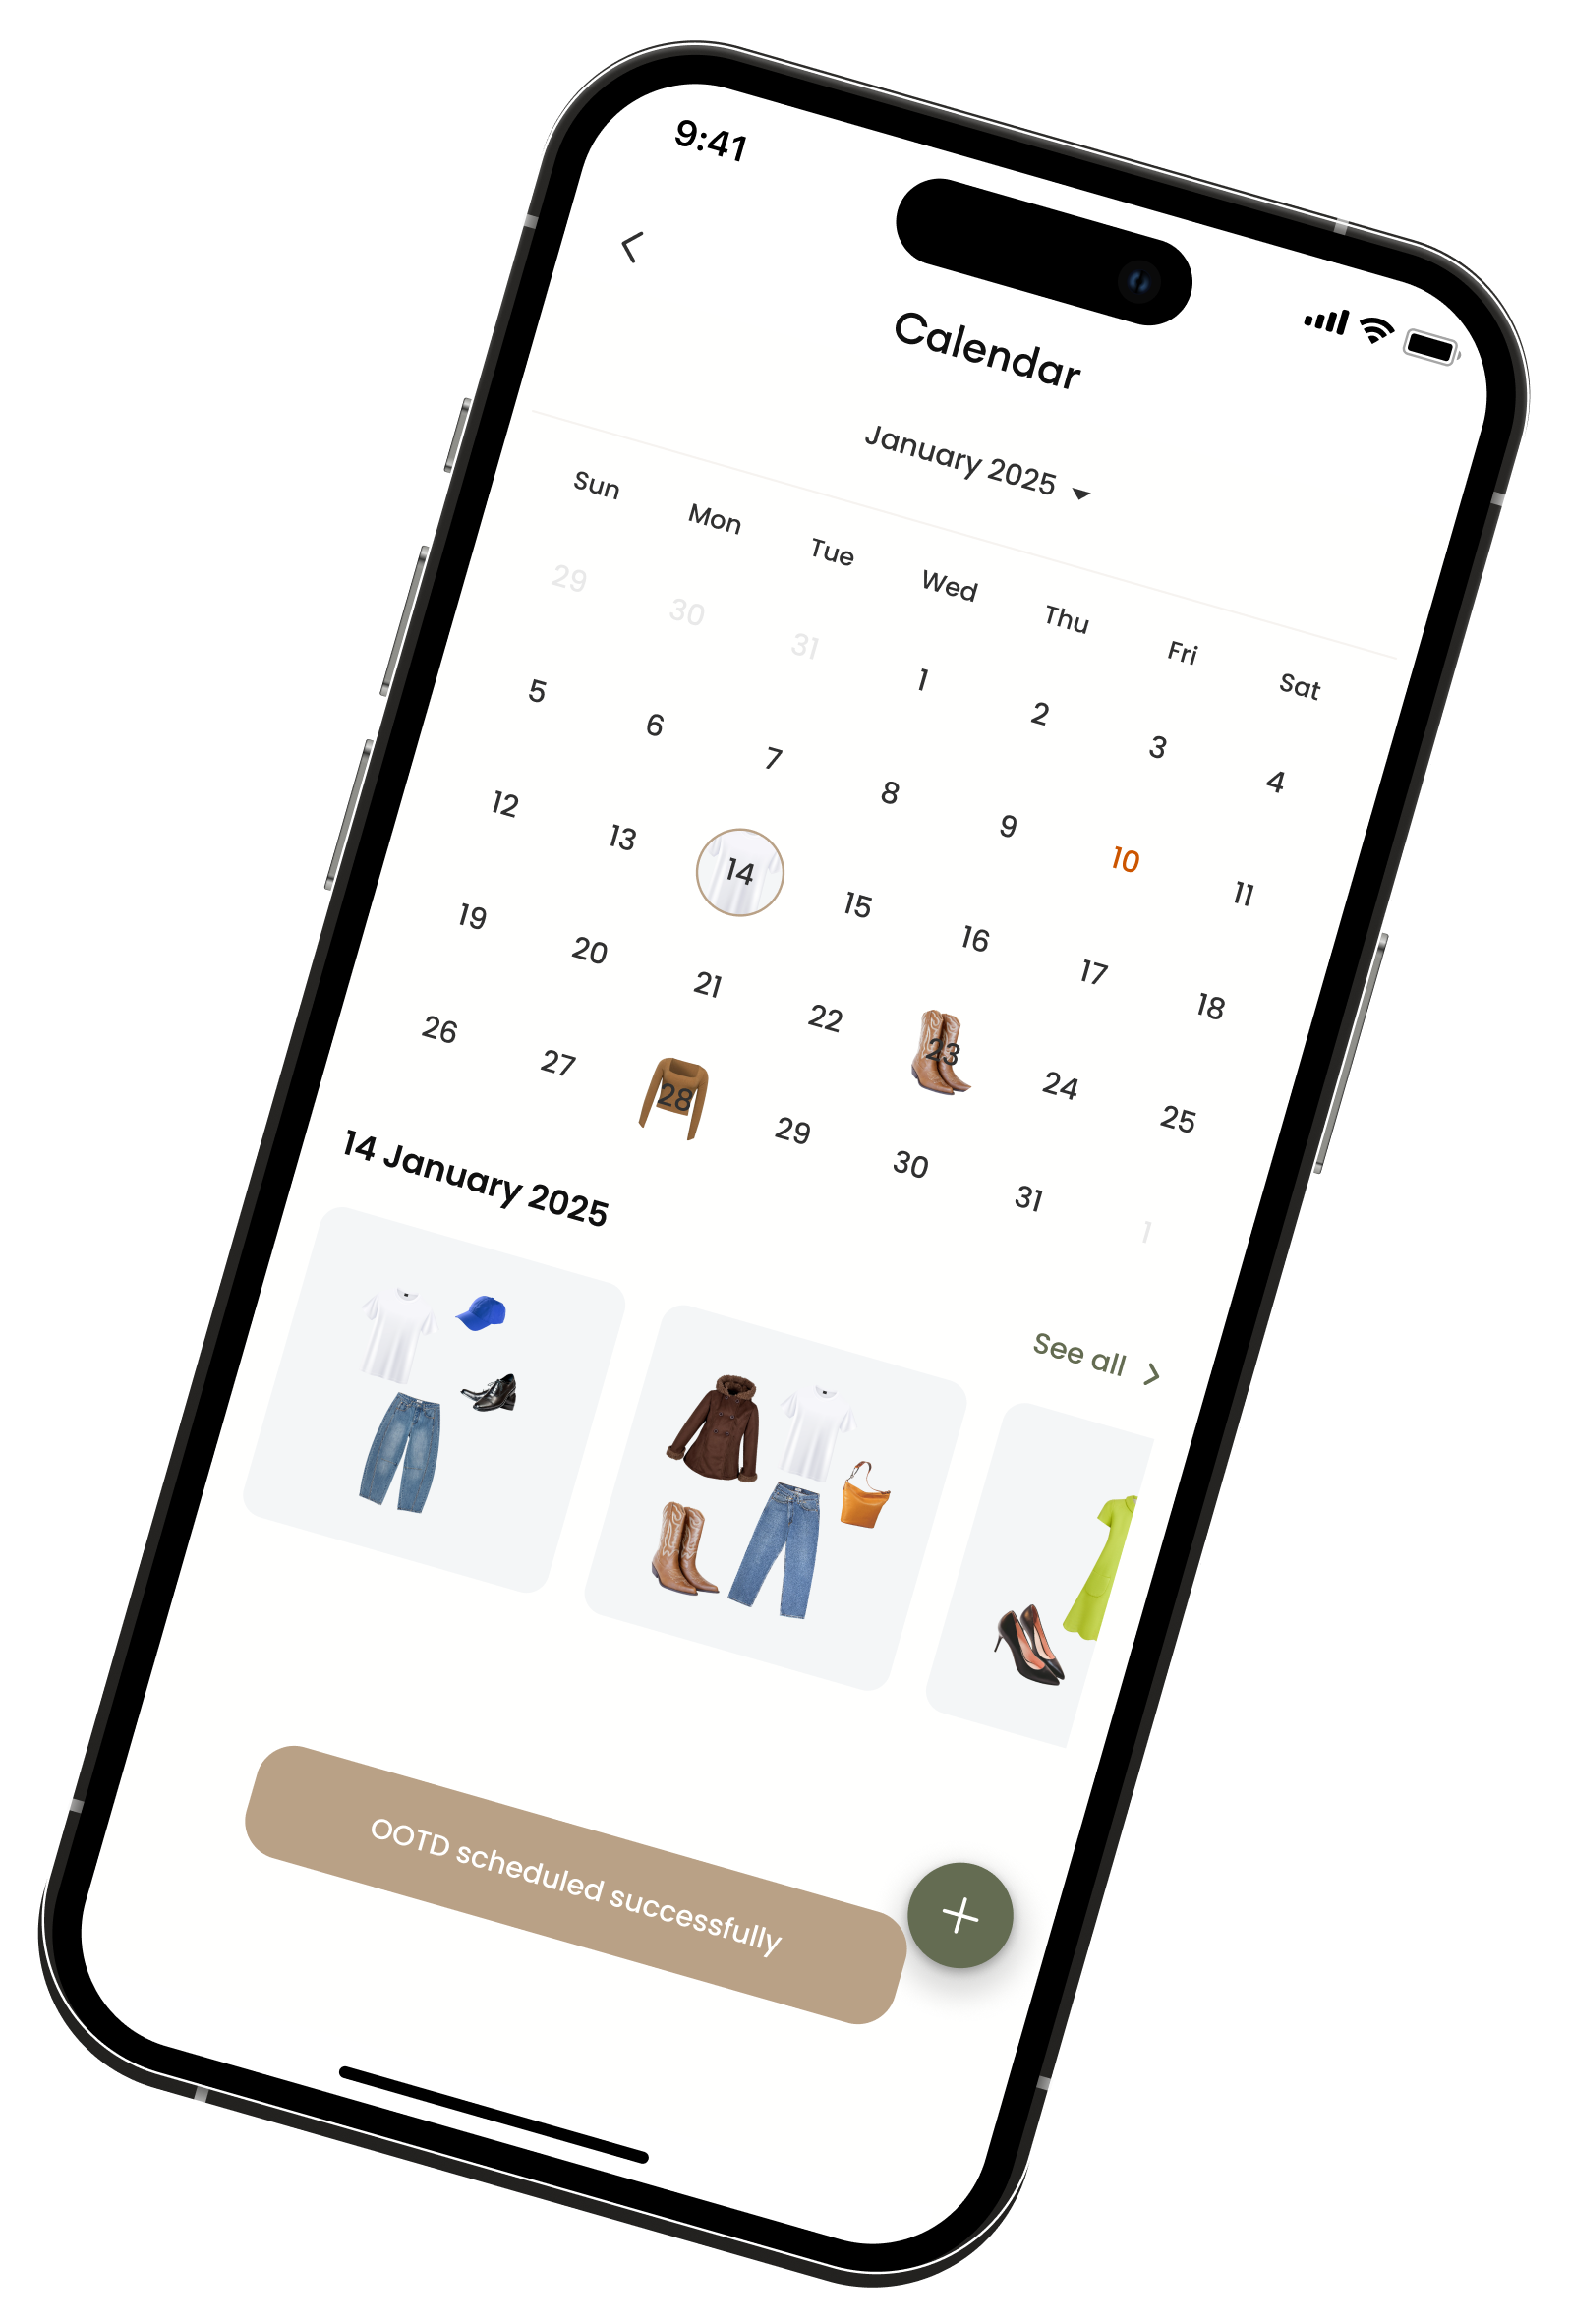 9:41
Calendar
January 2025
Sun Mon Tue Wed Thu Fri Sat
29 30 31 1 2 3 4
5 6 7 8 9 10 11
12 13 14 15 16 17 18
19 20 21 22 23 24 25
26 27 28 29 30 31 1
14 January 2025
See all
OOTD scheduled successfully